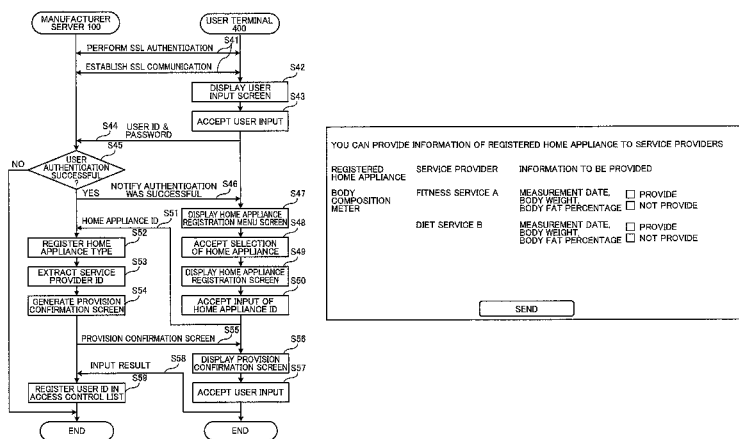 MANUFACTURER
SERVER 100
USER TERMINAL
400
S41
PERFORM SSL AUTHENTICATION
ESTABLISH SSL COMMUNICATION
S42
DISPLAY USER
INPUT SCREEN
S43
ACCEPT USER INPUT
S44
USER ID &
PASSWORD
S45
USER
AUTHENTICATION
SUCCESSFUL
?
NO
YES
S46
NOTIFY AUTHENTICATION
WAS SUCCESSFUL
S47
DISPLAY HOME APPLIANCE
REGISTRATION MENU SCREEN
S48
ACCEPT SELECTION
OF HOME APPLIANCE
S49
DISPLAY HOME APPLIANCE
REGISTRATION SCREEN
S50
ACCEPT INPUT OF
HOME APPLIANCE ID
HOME APPLIANCE ID
S51
S52
REGISTER HOME
APPLIANCE TYPE
S53
EXTRACT SERVICE
PROVIDER ID
S54
GENERATE PROVISION
CONFIRMATION SCREEN
S55
PROVISION CONFIRMATION SCREEN
S56
DISPLAY PROVISION
CONFIRMATION SCREEN
S57
ACCEPT USER INPUT
INPUT RESULT
S58
S59
REGISTER USER ID IN
ACCESS CONTROL LIST
END
END
YOU CAN PROVIDE INFORMATION OF REGISTERED HOME APPLIANCE TO SERVICE PROVIDERS
REGISTERED
HOME APPLIANCE
SERVICE PROVIDER
INFORMATION TO BE PROVIDED
BODY
COMPOSITION
METER
FITNESS SERVICE A
MEASUREMENT DATE,
BODY WEIGHT,
BODY FAT PERCENTAGE
PROVIDE
NOT PROVIDE
DIET SERVICE B
MEASUREMENT DATE,
BODY WEIGHT,
BODY FAT PERCENTAGE
PROVIDE
NOT PROVIDE
SEND